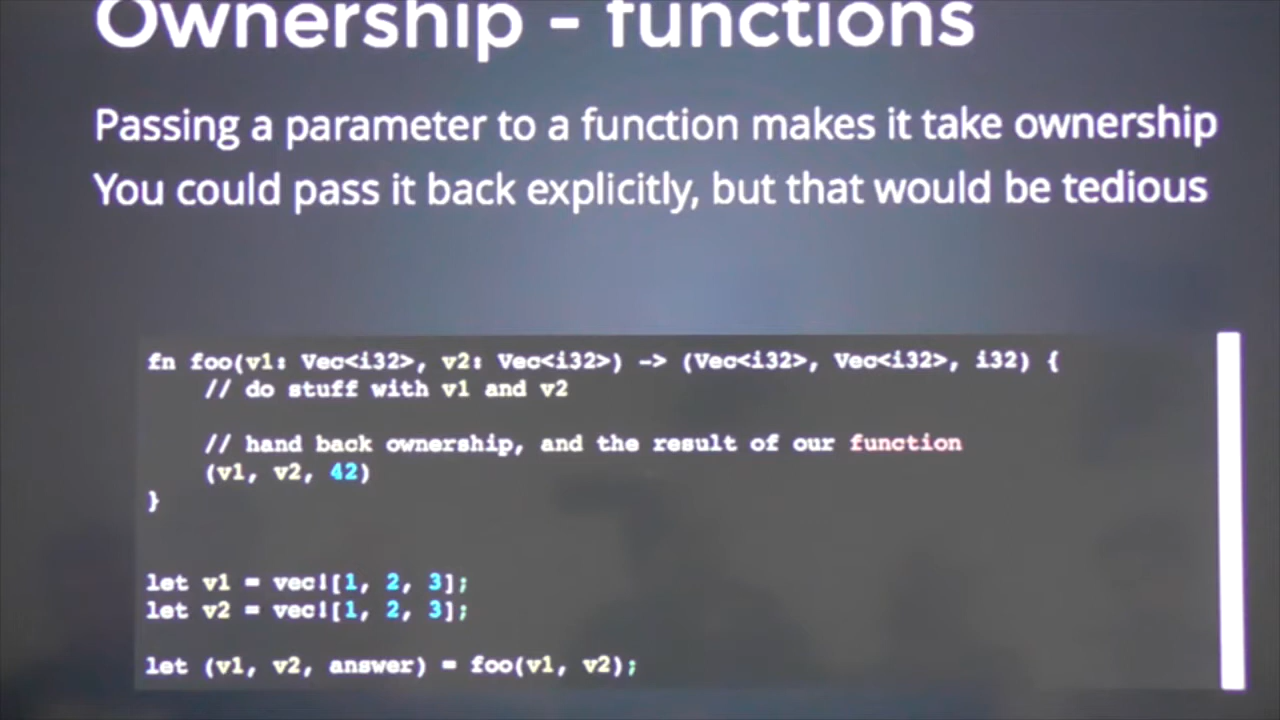 Ownership - functions
Passing a parameter to a function makes it take ownership
You could pass it back explicitly, but that would be tedious
fn foo(v1: Vec<i32>, v2: Vec<i32>) -> (Vec<i32>, Vec<i32>, i32) {
// do stuff with v1 and v2
// hand back ownership, and the result of our function
(v1, v2, 42)
}
let v1 = vec![1, 2, 3];
let v2 = vec![1, 2, 3];
let (v1, v2, answer) = foo(v1, v2);